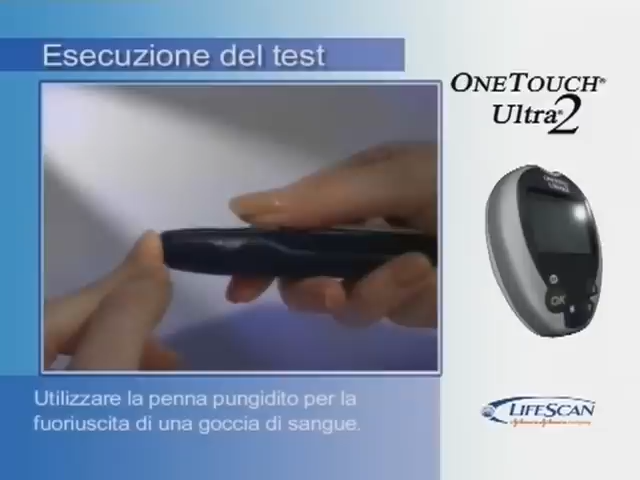 Esecuzione del test
ONETOUCH®
Ultra®2
OK
Utilizzare la penna pungidito per la
fuoriuscita di una goccia di sangue.
LIFESCAN